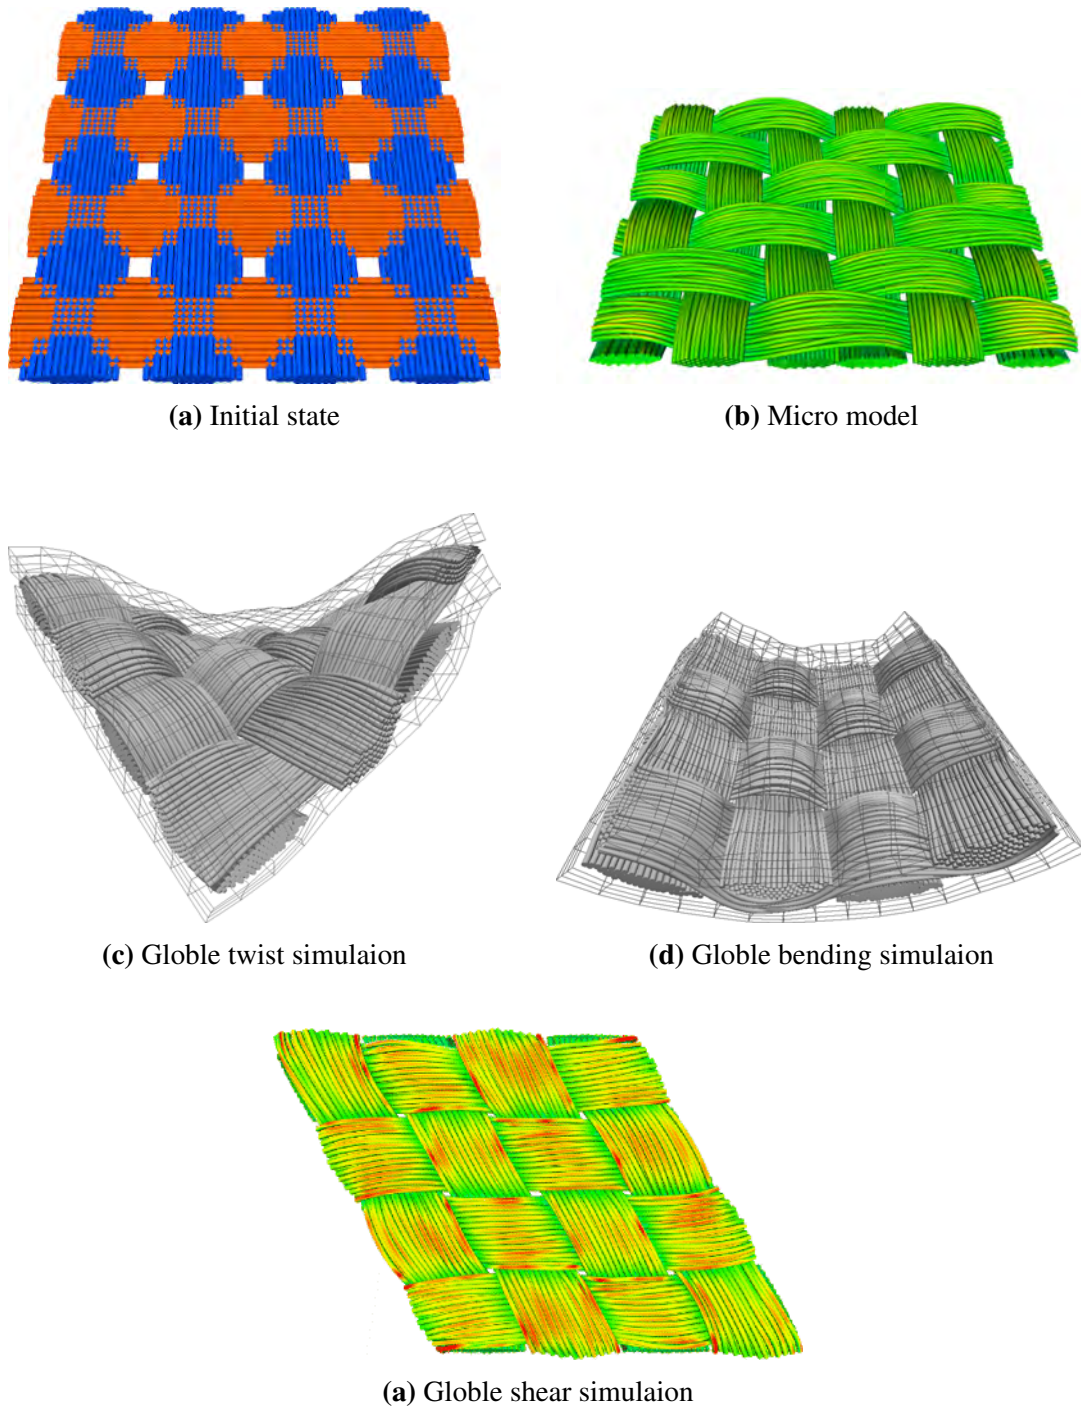 (a) Initial state
(b) Micro model
(c) Globle twist simulaion
(d) Globle bending simulaion
(a) Globle shear simulaion